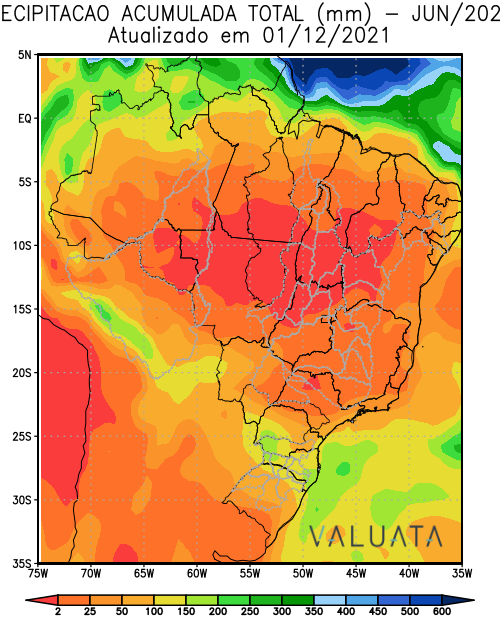 ECIPITACAO ACUMULADA TOTAL (mm) – JUN/202
Atualizado em 01/12/2021
5N
EQ
5S
10S
15S
20S
25S
30S
35S
75W 70W 65W 60W 55W 50W 45W 40W 35W
VALUATA
2 25 50 100 150 200 250 300 350 400 450 500 600